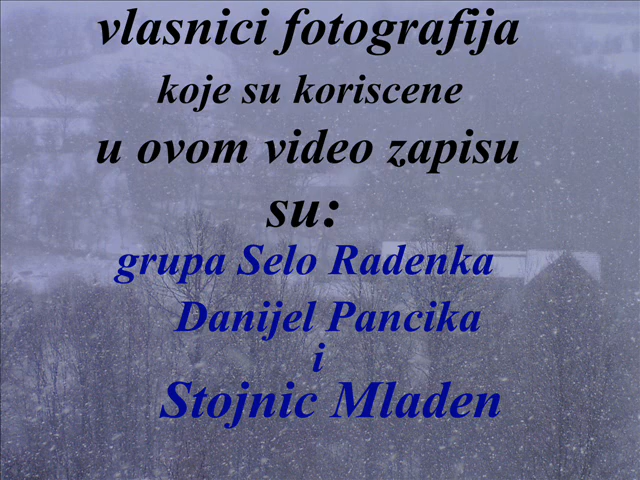 vlasnici fotografija
koje su koriscene
u ovom video zapisu
su:
grupa Selo Radenka
Danijel Pancika
i
Stojnic Mladen